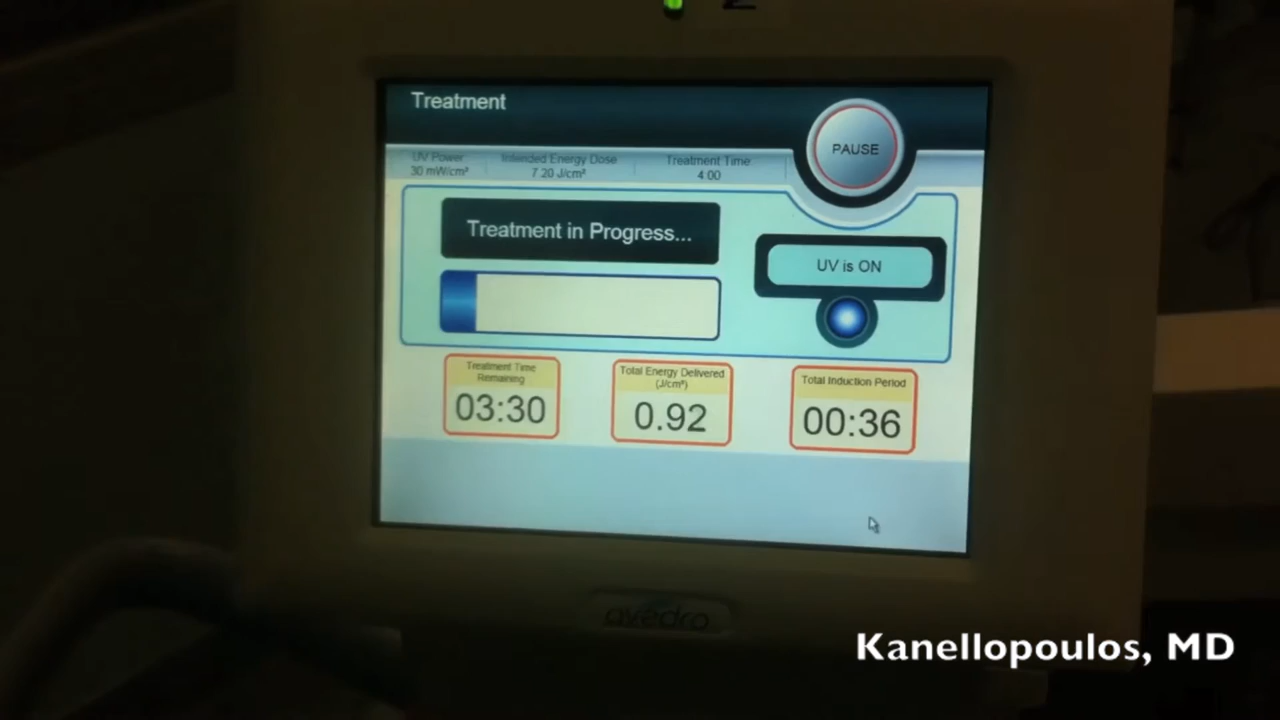 Treatment
PAUSE
UV Power
30 mW/cm²
Intended Energy Dose
7.20 J/cm²
Treatment Time
4:00
Treatment in Progress...
UV is ON
Treatment Time
Remaining
03:30
Total Energy Delivered
(J/cm²)
0.92
Total Induction Period
00:36
avedro
Kanellopoulos, MD